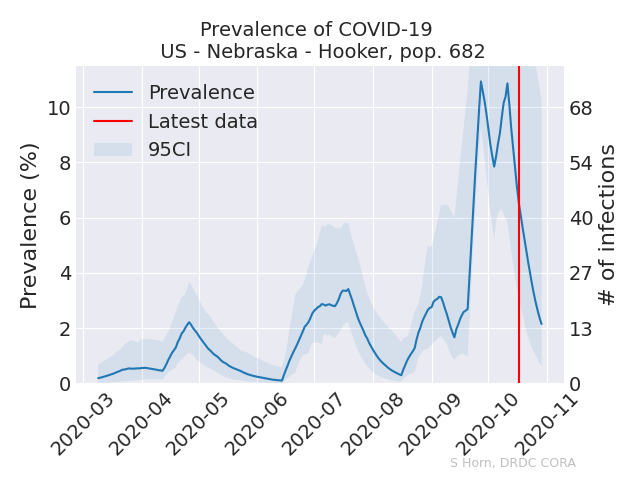 Prevalence of COVID-19
US - Nebraska - Hooker, pop. 682
Prevalence
Latest data
95CI
Prevalence (%)
10
8
6
4
2
0
# of infections
68
54
40
27
13
0
2020-03
2020-04
2020-05
2020-06
2020-07
2020-08
2020-09
2020-10
2020-11
S Horn, DRDC CORA